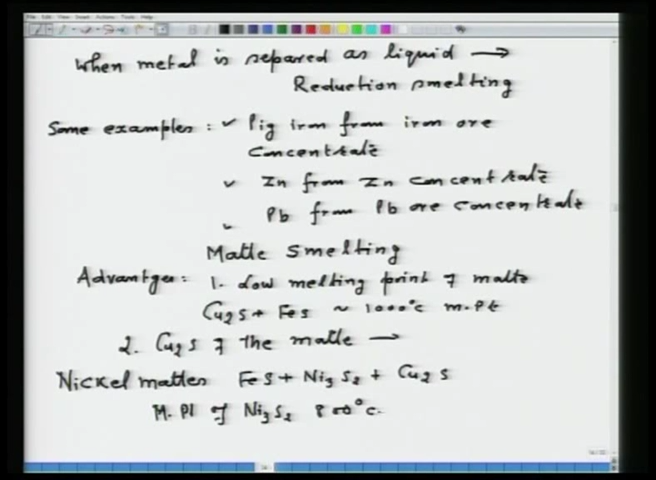 When metal is separed as liquid →
Reduction smelting
Some examples : ✓ Pig iron from iron ore
concentrate
✓ Zn from Zn concentrate
✓ Pb from Pb ore concentrate
Matte smelting
Advantges: 1. Low melting point of matte
Cu2S + FeS ~ 1000°C m.Pt
2. Cu2S of the matte →
Nickel mattes FeS + Ni3S2 + Cu2S
M.Pt of Ni3S2 800°C.